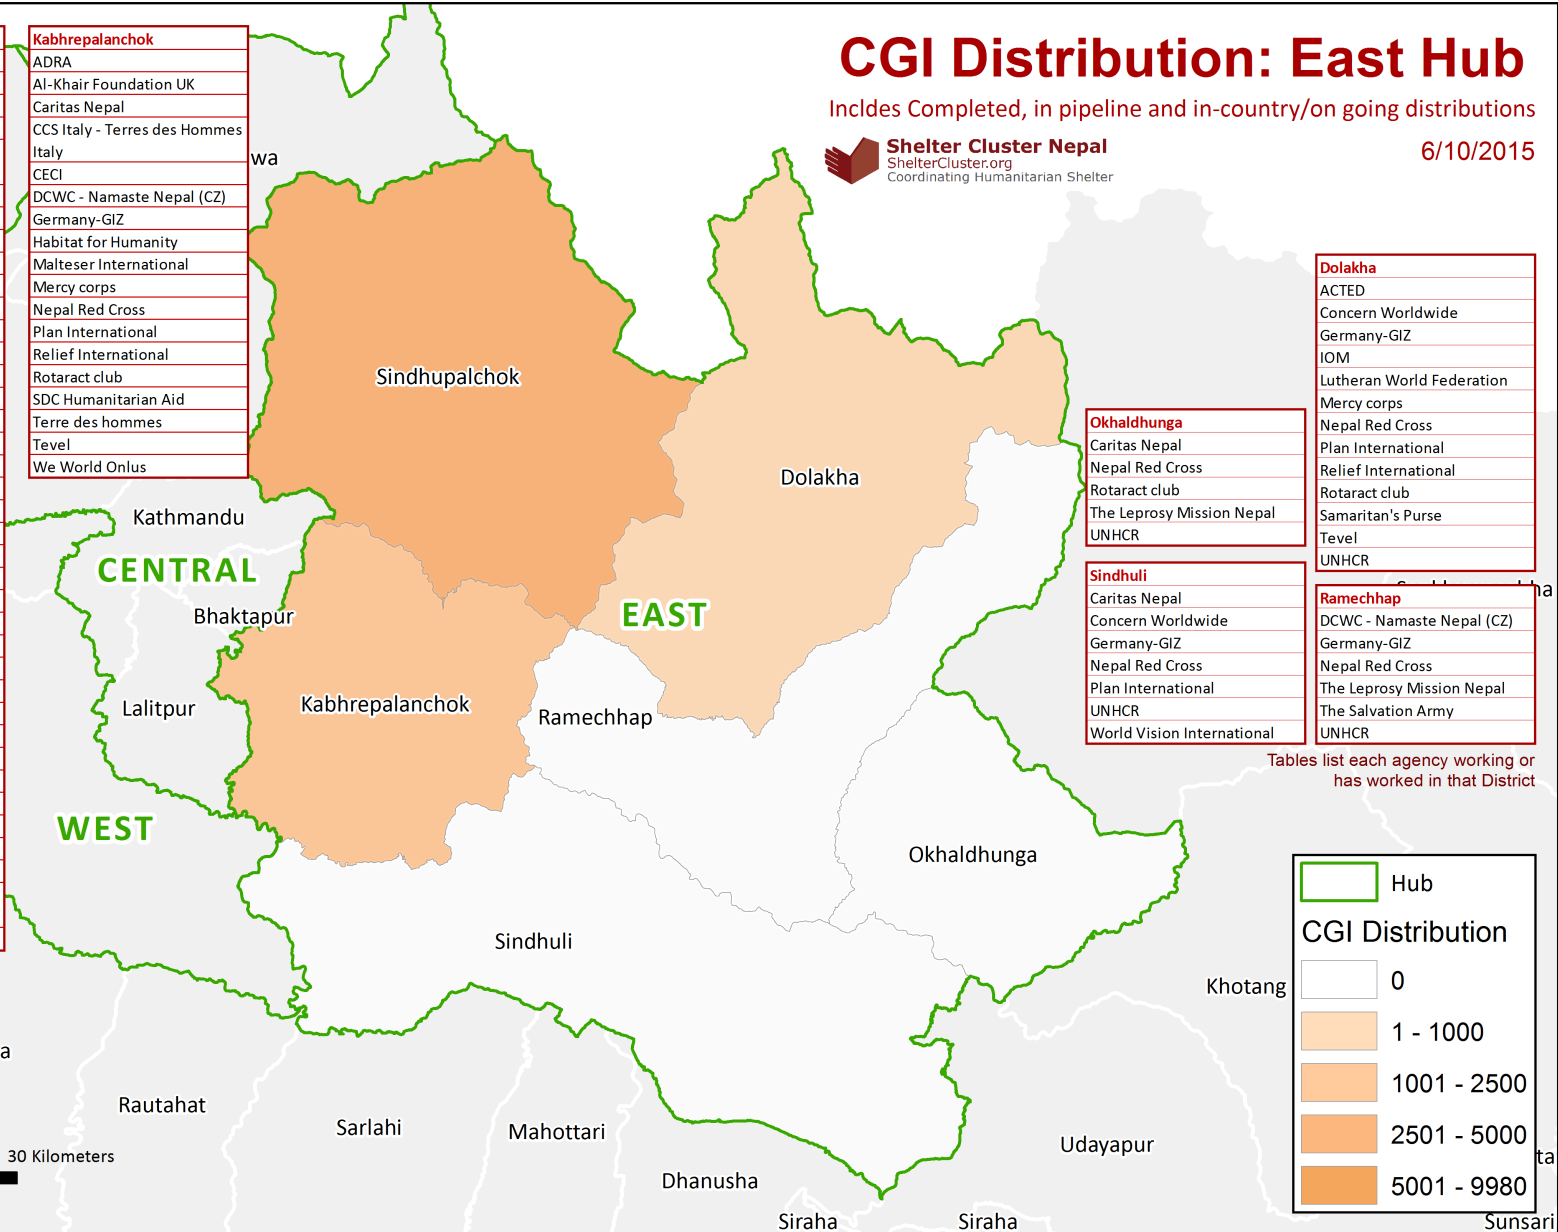 CGI Distribution: East Hub
Incldes Completed, in pipeline and in-country/on going distributions
6/10/2015
Shelter Cluster Nepal
ShelterCluster.org
Coordinating Humanitarian Shelter
Kabhrepalanchok
ADRA
Al-Khair Foundation UK
Caritas Nepal
CCS Italy - Terres des Hommes
Italy
CECI
DCWC - Namaste Nepal (CZ)
Germany-GIZ
Habitat for Humanity
Malteser International
Mercy corps
Nepal Red Cross
Plan International
Relief International
Rotaract club
SDC Humanitarian Aid
Terre des hommes
Tevel
We World Onlus
wa
Dolakha
ACTED
Concern Worldwide
Germany-GIZ
IOM
Lutheran World Federation
Mercy corps
Nepal Red Cross
Plan International
Relief International
Rotaract club
Samaritan's Purse
Tevel
UNHCR
Okhaldhunga
Caritas Nepal
Nepal Red Cross
Rotaract club
The Leprosy Mission Nepal
UNHCR
Sindhuli
Caritas Nepal
Concern Worldwide
Germany-GIZ
Nepal Red Cross
Plan International
UNHCR
World Vision International
ha
Ramechhap
DCWC - Namaste Nepal (CZ)
Germany-GIZ
Nepal Red Cross
The Leprosy Mission Nepal
The Salvation Army
UNHCR
Tables list each agency working or
has worked in that District
Sindhupalchok
Dolakha
Kathmandu
CENTRAL
Bhaktapur
EAST
Lalitpur
Kabhrepalanchok
Ramechhap
WEST
Okhaldhunga
Sindhuli
Khotang
a
Rautahat
Sarlahi
Mahottari
Udayapur
30 Kilometers
Dhanusha
Siraha
Siraha
Sunsari
ta
Hub
CGI Distribution
0
1 - 1000
1001 - 2500
2501 - 5000
5001 - 9980